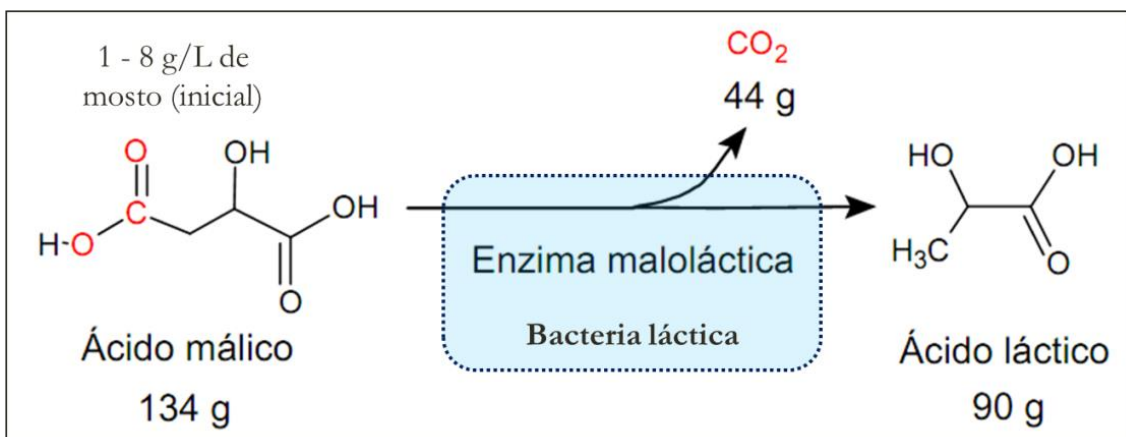 1 - 8 g/L de
mosto (inicial)
CO₂
44 g
O
OH
C
H-O
OH
O
HO
OH
H₃C
O
Enzima maloláctica
Bacteria láctica
Ácido málico
134 g
Ácido láctico
90 g